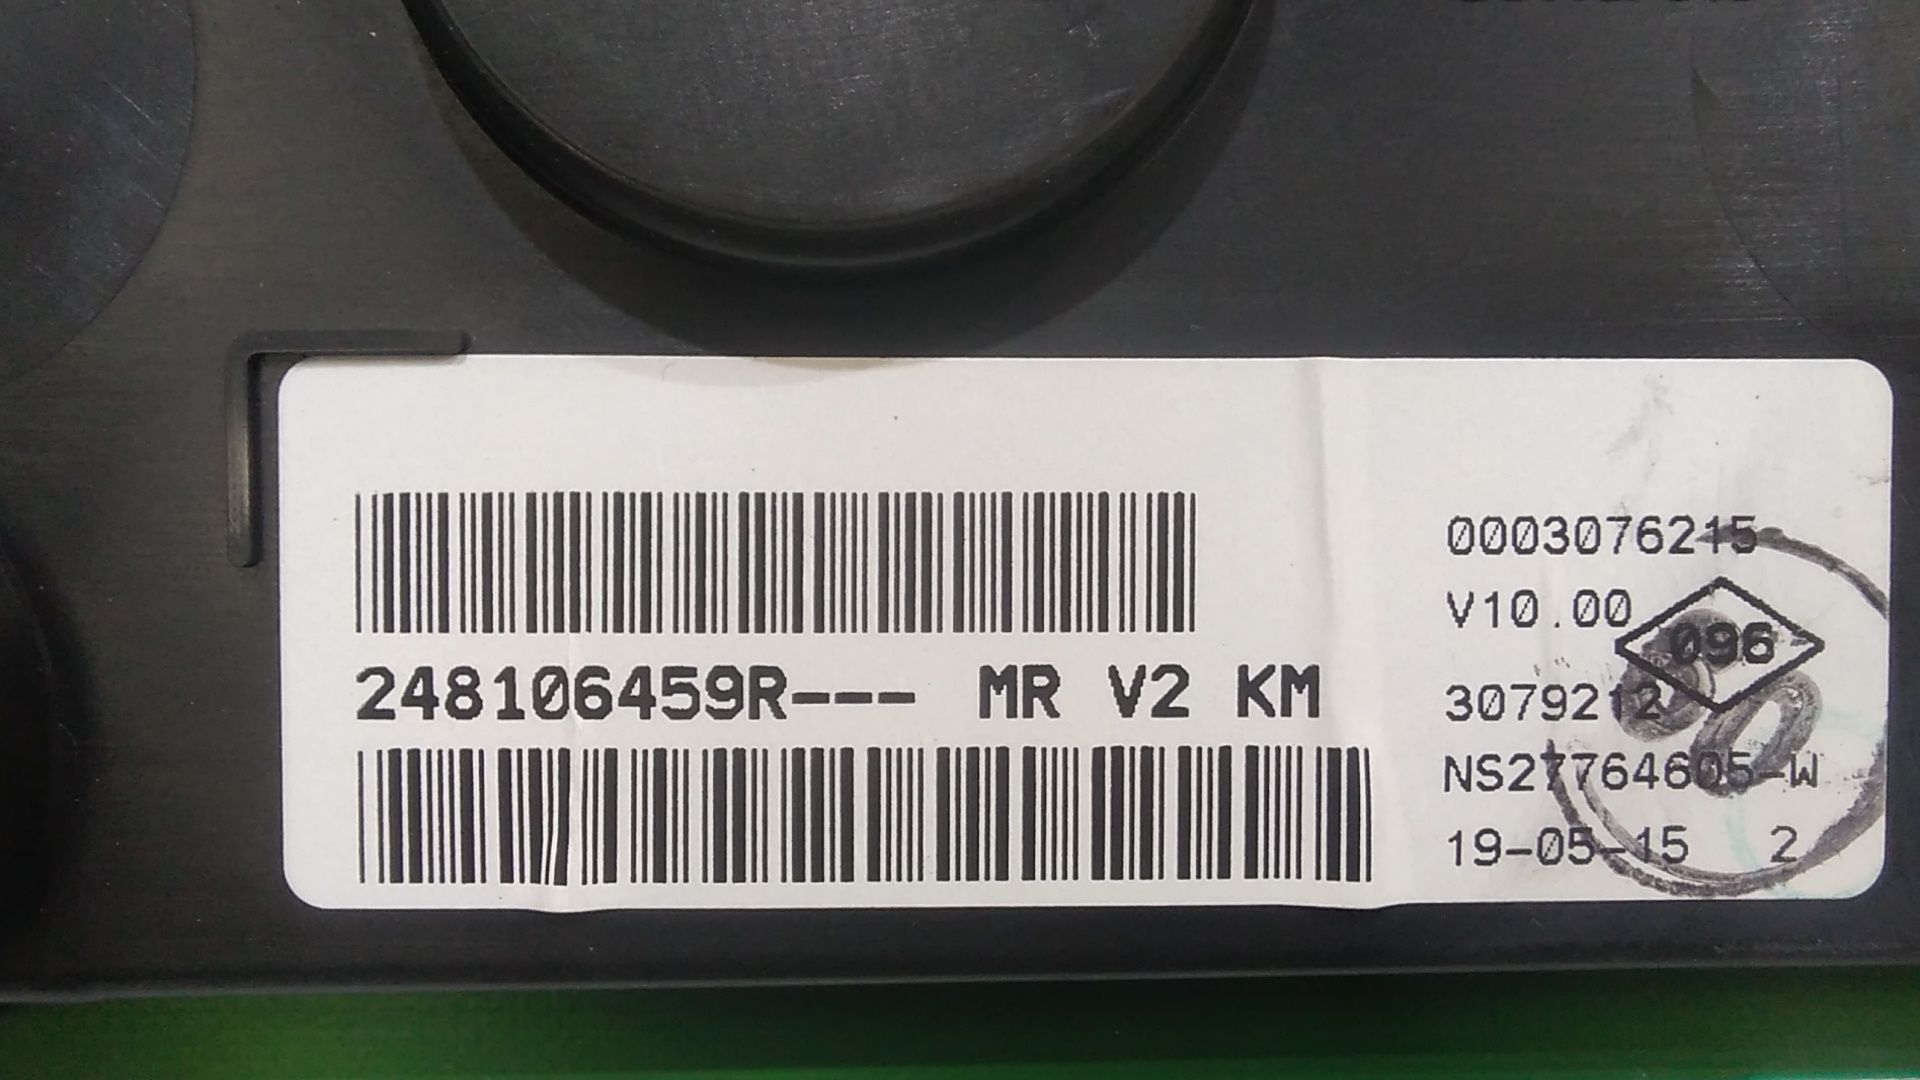 0003076215
V10.00
096
248106459R--- MR V2 KM
3079212
NS27764605-W
19-05-15 2